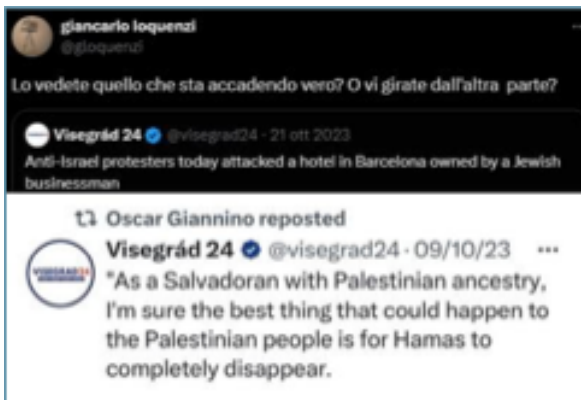 giancarlo loquenzi
@gloquenzi
Lo vedete quello che sta accadendo vero? O vi girate dall'altra parte?
Visegrád 24 @visegrad24 · 21 ott 2023
Anti-Israel protesters today attacked a hotel in Barcelona owned by a Jewish
businessman
Oscar Giannino reposted
Visegrád 24 @visegrad24 · 09/10/23 ...
VISEGRAD24
"As a Salvadoran with Palestinian ancestry,
I'm sure the best thing that could happen to
the Palestinian people is for Hamas to
completely disappear.